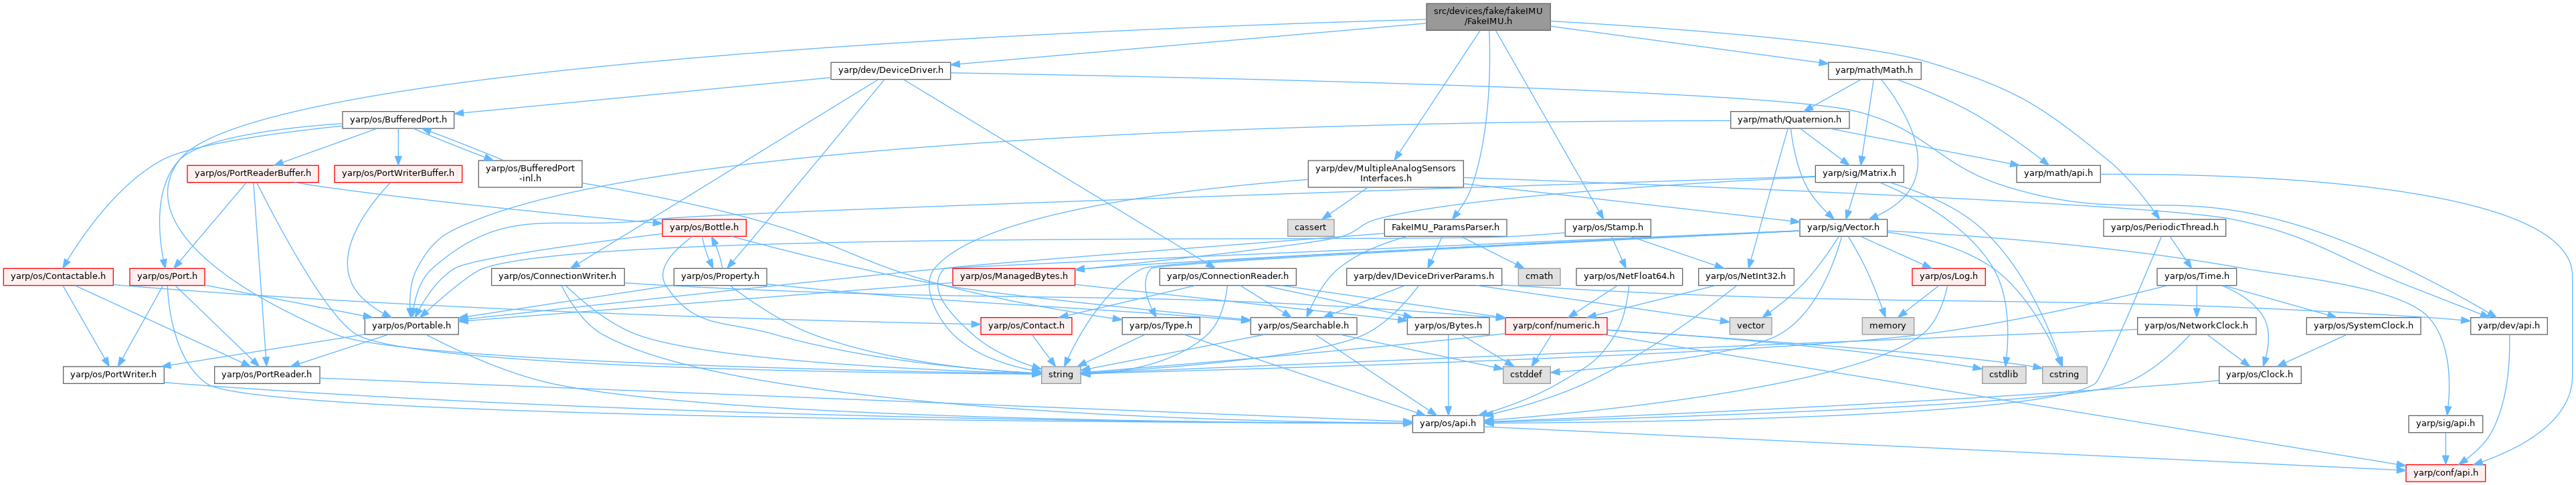 src/devices/fake/fakeIMU
/FakeIMU.h
yarp/dev/DeviceDriver.h
yarp/math/Math.h
yarp/os/BufferedPort.h
yarp/math/Quaternion.h
yarp/os/PortReaderBuffer.h
yarp/os/PortWriterBuffer.h
yarp/os/BufferedPort
-inl.h
yarp/dev/MultipleAnalogSensors
Interfaces.h
yarp/sig/Matrix.h
yarp/math/api.h
yarp/os/Bottle.h
cassert
FakeIMU_ParamsParser.h
yarp/os/Stamp.h
yarp/sig/Vector.h
yarp/os/PeriodicThread.h
yarp/os/Contactable.h
yarp/os/Port.h
yarp/os/ConnectionWriter.h
yarp/os/Property.h
yarp/os/ManagedBytes.h
yarp/os/ConnectionReader.h
yarp/dev/IDeviceDriverParams.h
cmath
yarp/os/NetFloat64.h
yarp/os/NetInt32.h
yarp/os/Log.h
yarp/os/Time.h
yarp/os/Portable.h
yarp/os/Contact.h
yarp/os/Type.h
yarp/os/Searchable.h
yarp/os/Bytes.h
yarp/conf/numeric.h
vector
memory
yarp/os/NetworkClock.h
yarp/os/SystemClock.h
yarp/dev/api.h
yarp/os/PortWriter.h
yarp/os/PortReader.h
string
cstddef
cstdlib
cstring
yarp/os/Clock.h
yarp/os/api.h
yarp/sig/api.h
yarp/conf/api.h